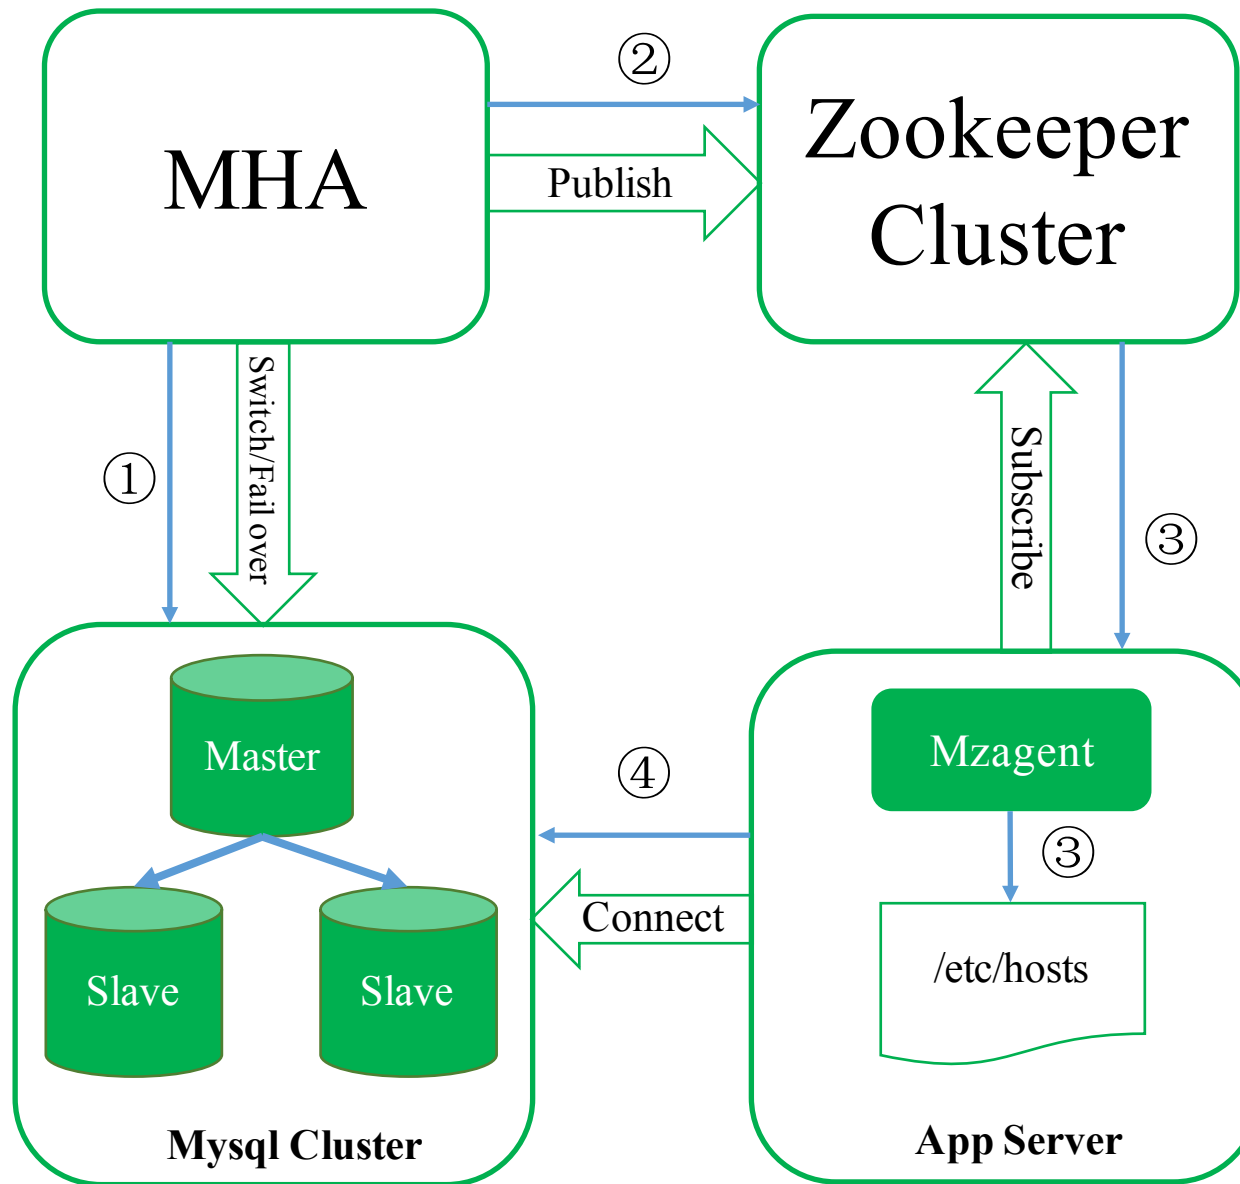 MHA
②
Publish
Zookeeper
Cluster
①
Switch/Fail over
Subscribe
③
Master
Slave
Slave
Mysql Cluster
④
Connect
Mzagent
③
/etc/hosts
App Server